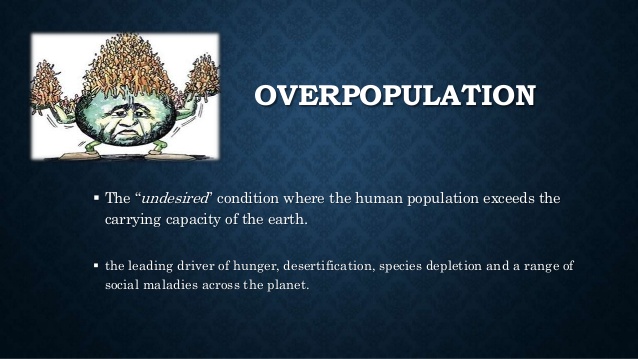 OVERPOPULATION
▪ The “undesired” condition where the human population exceeds the
carrying capacity of the earth.
▪ the leading driver of hunger, desertification, species depletion and a range of
social maladies across the planet.